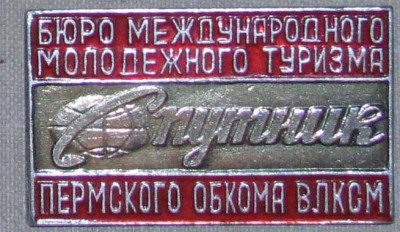 БЮРО МЕЖДУНАРОДНОГО
МОЛОДЕЖНОГО ТУРИЗМА
Спутник
ПЕРМСКОГО ОБКОМА ВЛКСМ